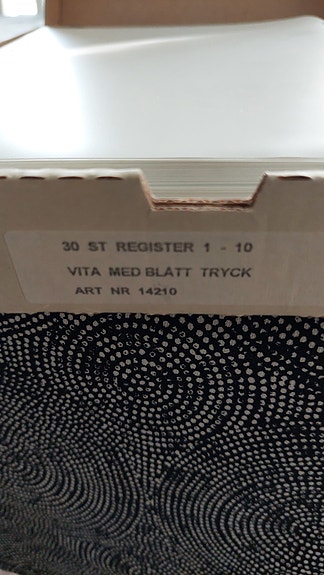 30 ST REGISTER 1 - 10
VITA MED BLÅTT TRYCK
ART NR 14210